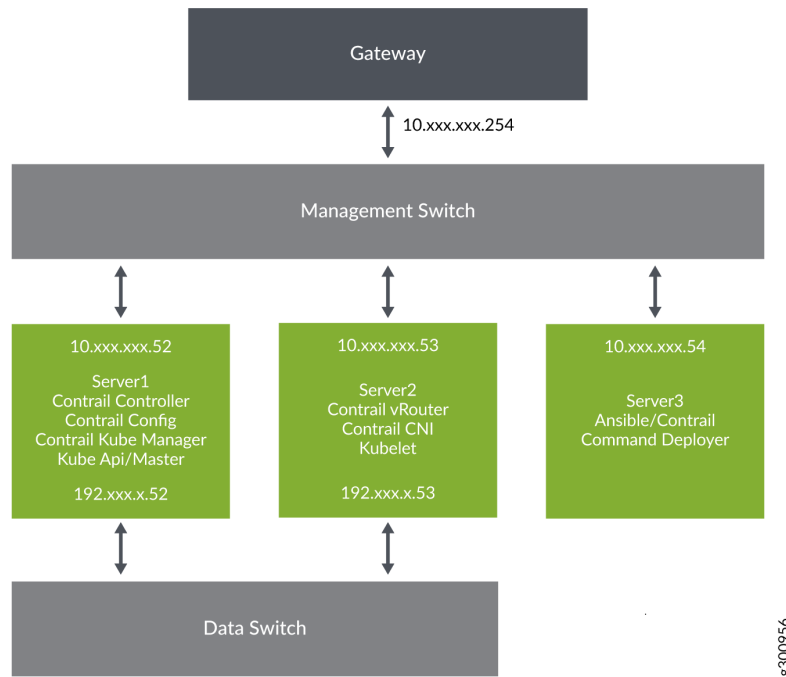 Gateway
10.xxx.xxx.254
Management Switch
10.xxx.xxx.52
Server1
Contrail Controller
Contrail Config
Contrail Kube Manager
Kube Api/Master
192.xxx.x.52
10.xxx.xxx.53
Server2
Contrail vRouter
Contrail CNI
Kubelet
192.xxx.x.53
10.xxx.xxx.54
Server3
Ansible/Contrail
Command Deployer
Data Switch
g300956